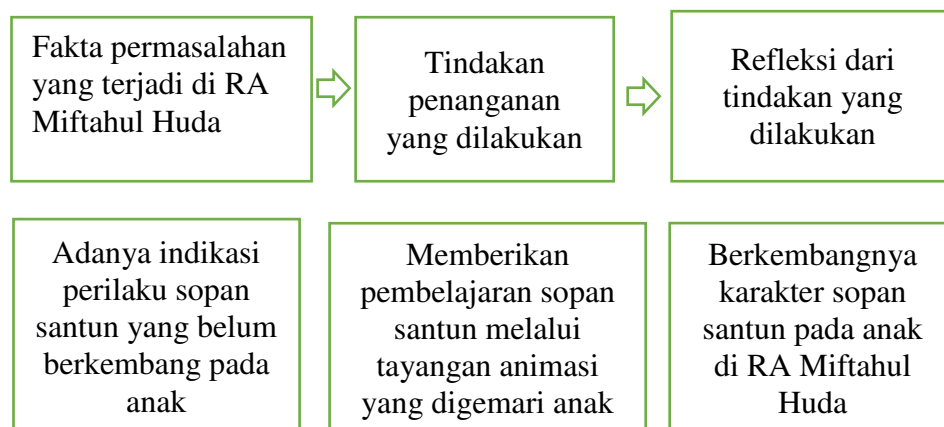 Fakta permasalahan
yang terjadi di RA
Miftahul Huda
Tindakan
penanganan
yang dilakukan
Refleksi dari
tindakan yang
dilakukan
Adanya indikasi
perilaku sopan
santun yang belum
berkembang pada
anak
Memberikan
pembelajaran sopan
santun melalui
tayangan animasi
yang digemari anak
Berkembangnya
karakter sopan
santun pada anak
di RA Miftahul
Huda